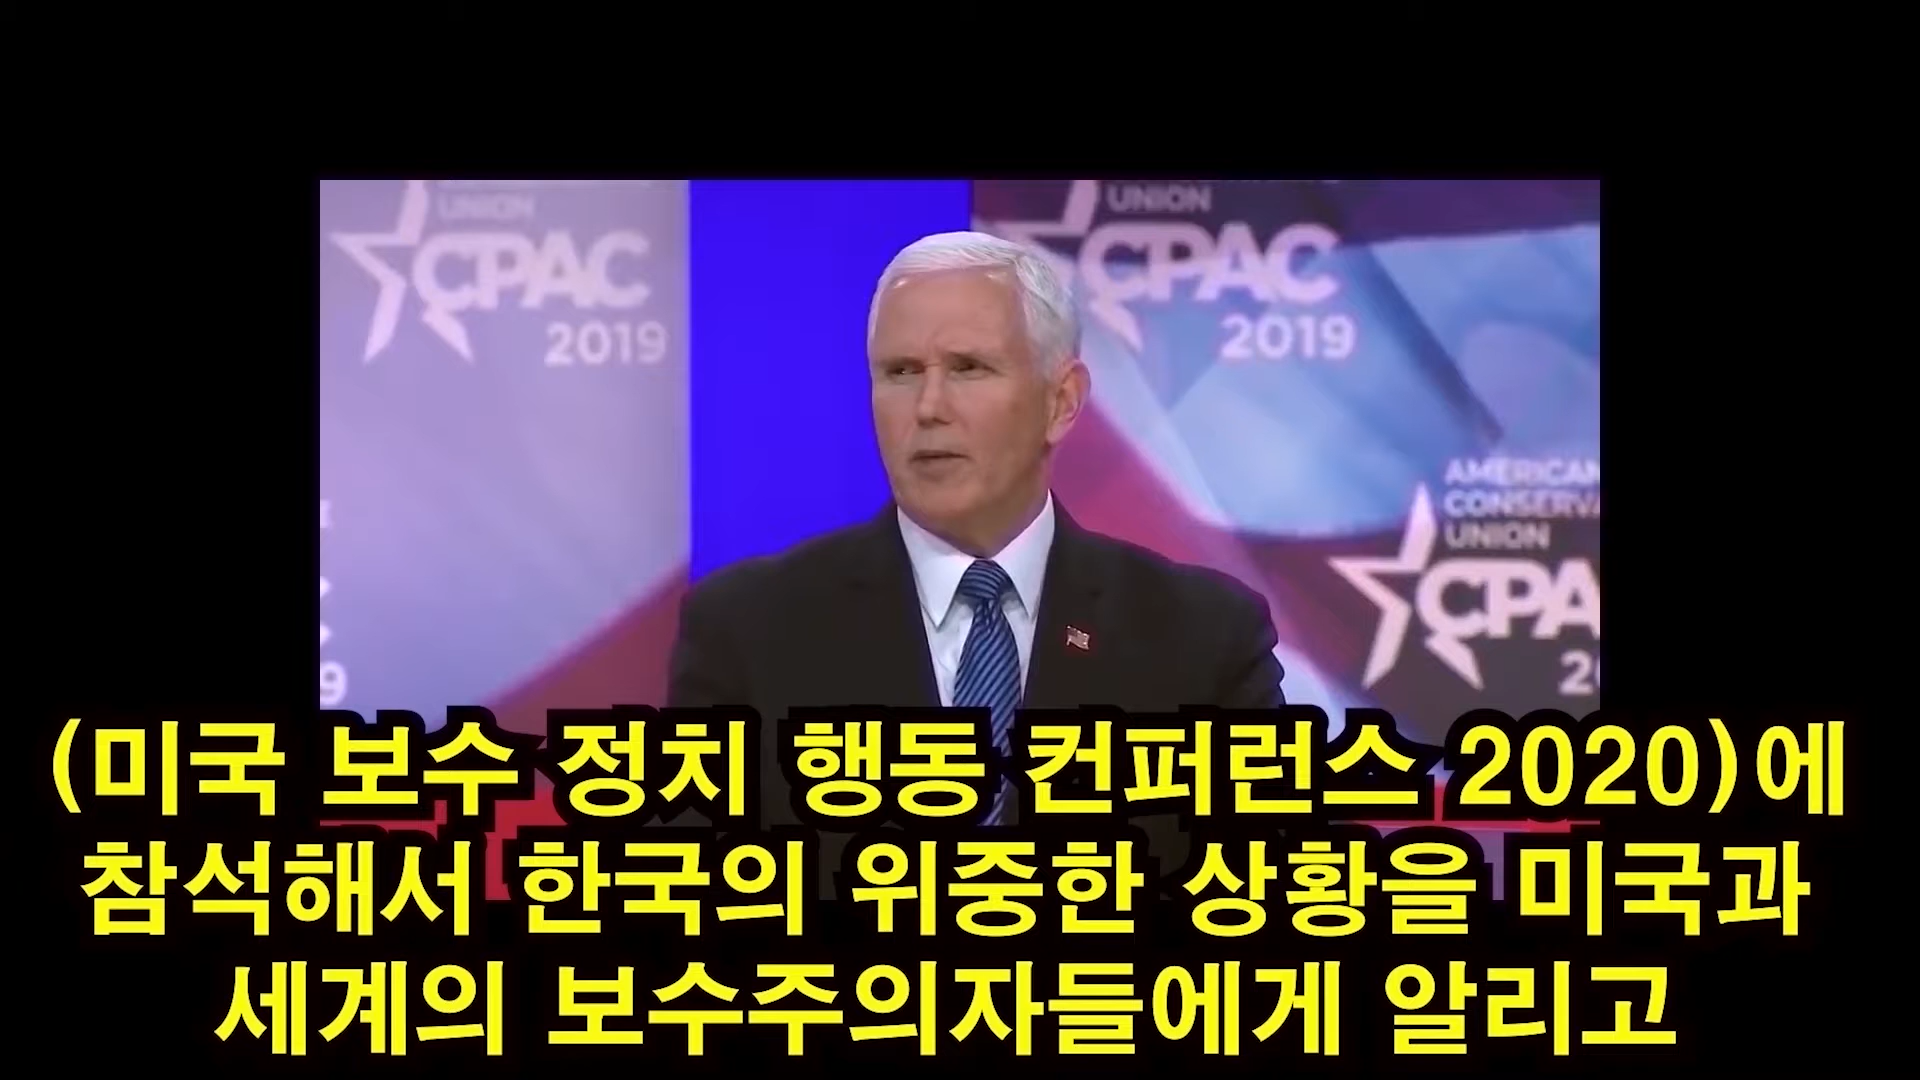 UNION
CPAC
2019
UNION
CPAC
2019
AMERICAN
CONSERVA
UNION
CPA
(미국 보수 정치 행동 컨퍼런스 2020)에
참석해서 한국의 위중한 상황을 미국과
세계의 보수주의자들에게 알리고